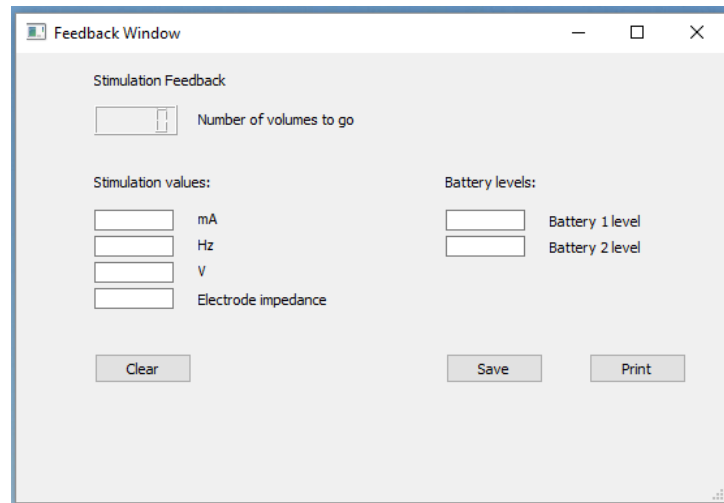 Feedback Window
Stimulation Feedback
0 Number of volumes to go
Stimulation values: Battery levels:
mA Battery 1 level
Hz Battery 2 level
V
Electrode impedance
Clear Save Print